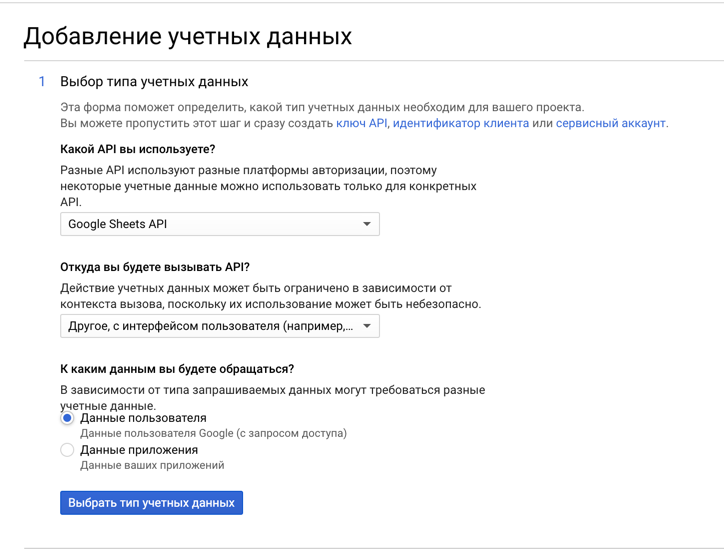 Добавление учетных данных
1 Выбор типа учетных данных
Эта форма поможет определить, какой тип учетных данных необходим для вашего проекта.
Вы можете пропустить этот шаг и сразу создать ключ API, идентификатор клиента или сервисный аккаунт.
Какой API вы используете?
Разные API используют разные платформы авторизации, поэтому
некоторые учетные данные можно использовать только для конкретных
API.
Google Sheets API
Откуда вы будете вызывать API?
Действие учетных данных может быть ограничено в зависимости от
контекста вызова, поскольку их использование может быть небезопасно.
Другое, с интерфейсом пользователя (например,...
К каким данным вы будете обращаться?
В зависимости от типа запрашиваемых данных могут требоваться разные
учетные данные.
Данные пользователя
Данные пользователя Google (с запросом доступа)
Данные приложения
Данные ваших приложений
Выбрать тип учетных данных